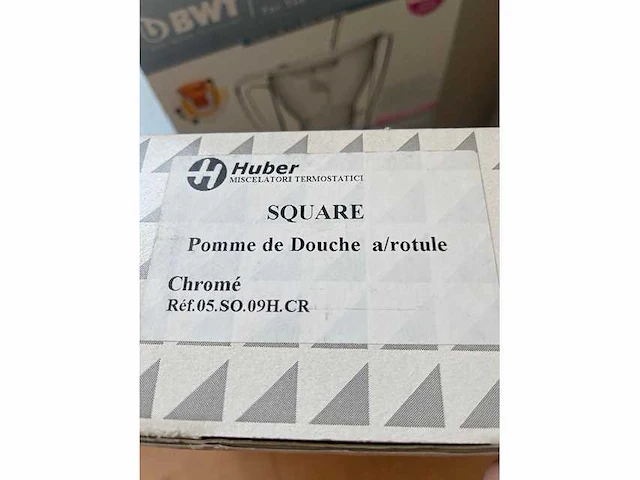 BWT
Huber
MISCELATORI TERMOSTATICI
SQUARE
Pomme de Douche a/rotule
Chromé
Réf.05.SO.09H.CR